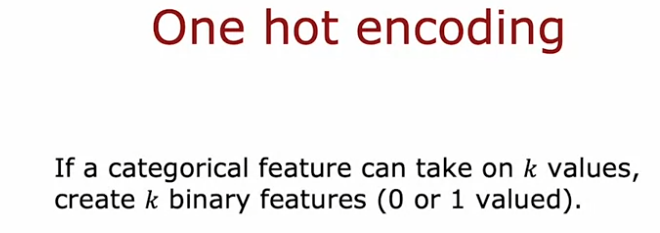 One hot encoding
If a categorical feature can take on k values,
create k binary features (0 or 1 valued).